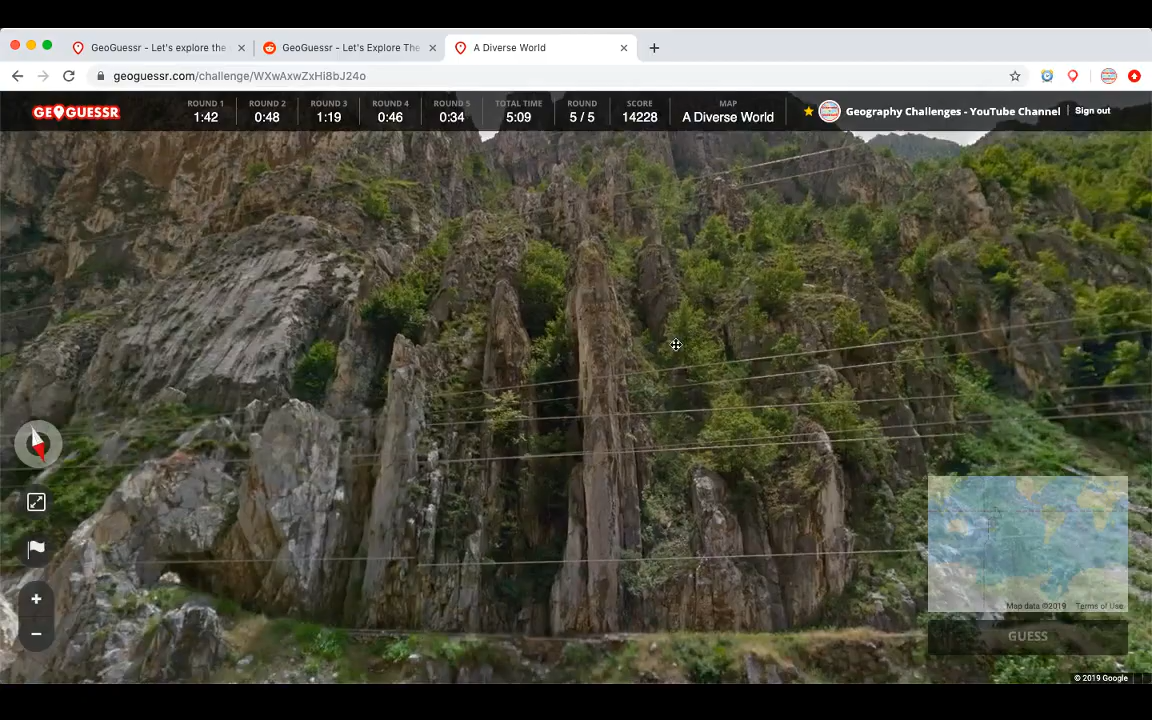 GeoGuessr - Let's explore the
GeoGuessr - Let's Explore The
A Diverse World
geoguessr.com/challenge/WXwAxwZxHi8bJ24o
GEOGUESSR
ROUND 1
1:42
ROUND 2
0:48
ROUND 3
1:19
ROUND 4
0:46
ROUND 5
0:34
TOTAL TIME
5:09
ROUND
5 / 5
SCORE
14228
MAP
A Diverse World
Geography Challenges - YouTube Channel
Sign out
Map data ©2019 Terms of Use
GUESS
© 2019 Google